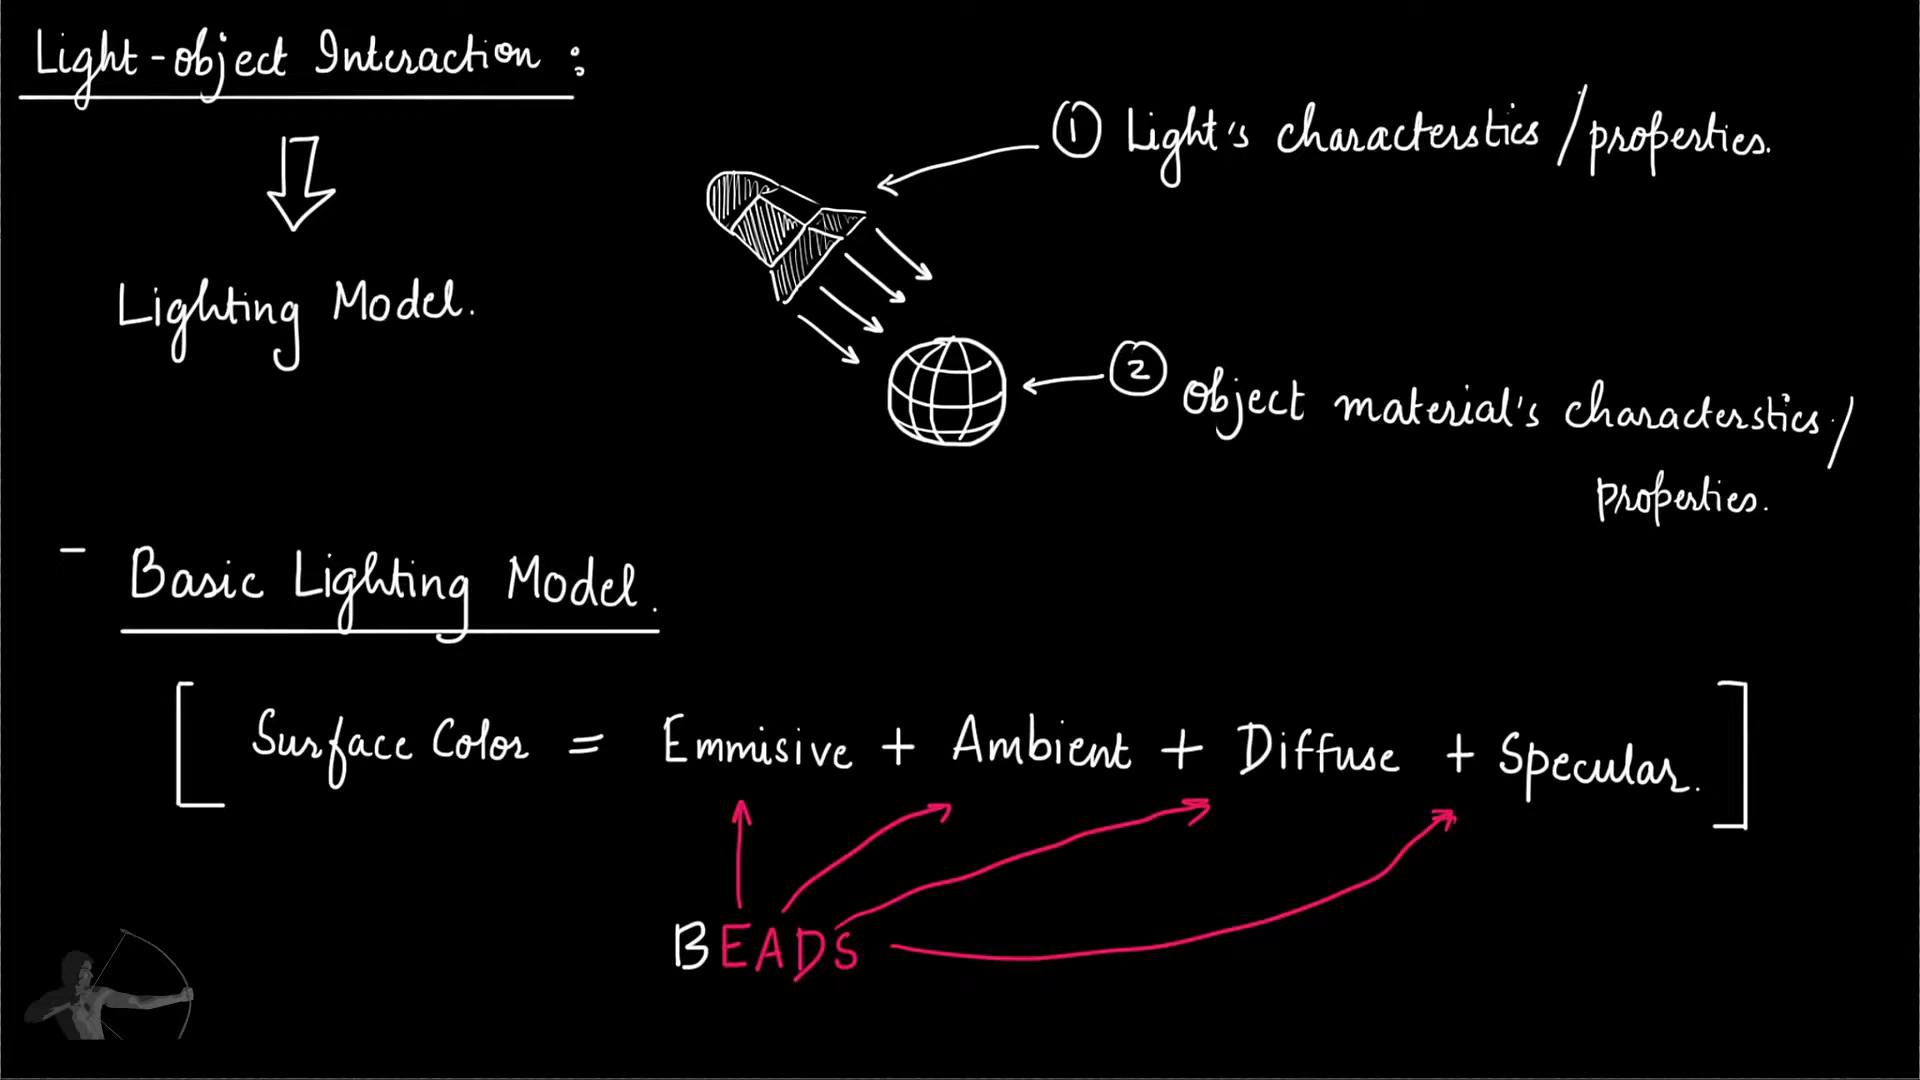 Light-object Interaction :
① Light's characterstics / properties.
Lighting Model.
② Object material's characterstics /
properties.
- Basic Lighting Model.
[ Surface Color = Emmisive + Ambient + Diffuse + Specular. ]
BEADS